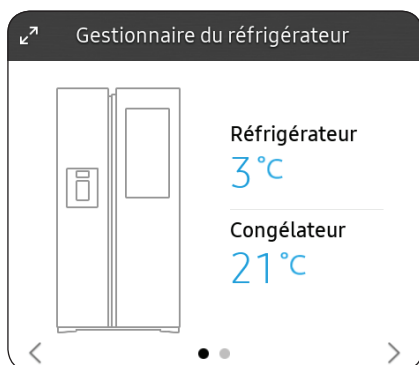 Gestionnaire du réfrigérateur
Réfrigérateur
3°C
Congélateur
21°C